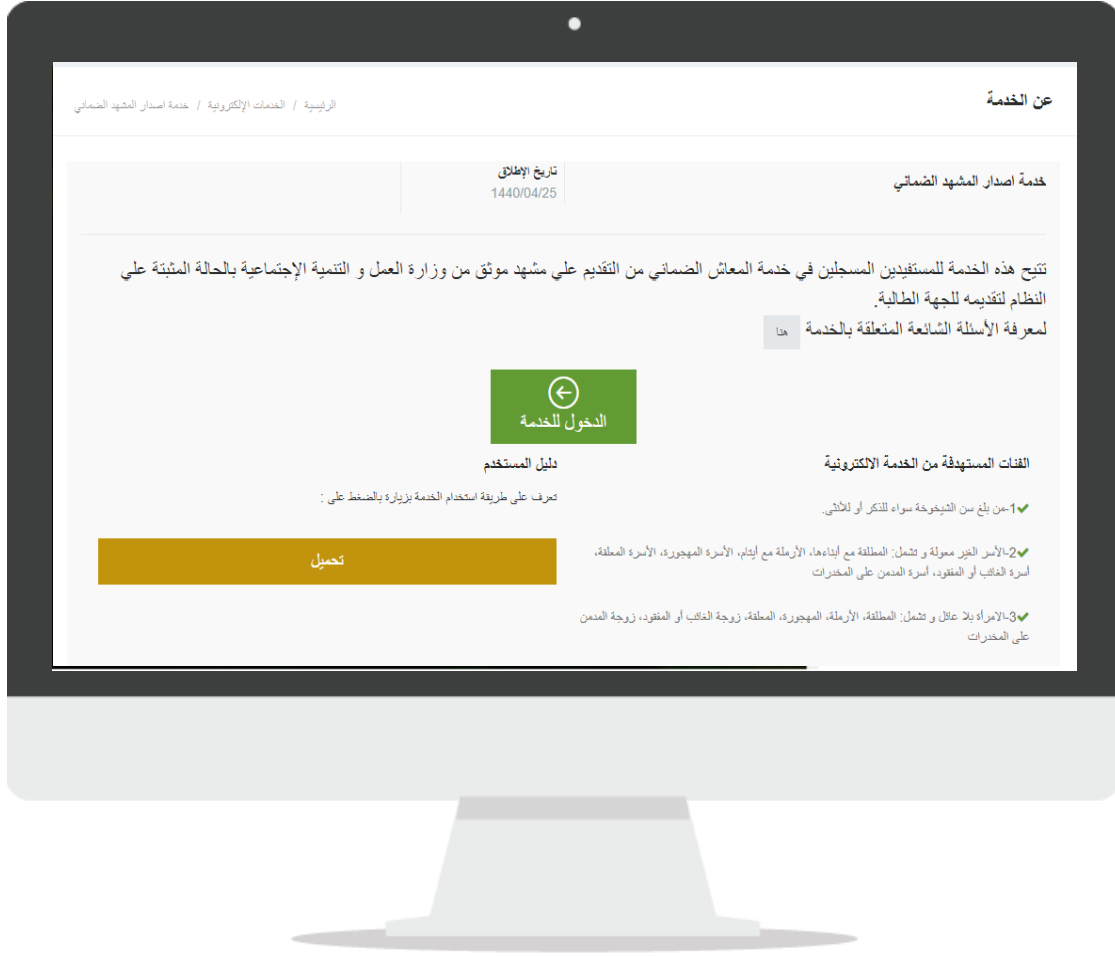 عن الخدمة
الرئيسية / الخدمات الإلكترونية / خدمة اصدار المشهد الضماني
خدمة اصدار المشهد الضماني
تاريخ الإطلاق
1440/04/25
تتيح هذه الخدمة للمستفيدين المسجلين في خدمة المعاش الضماني من التقديم علي مشهد موثق من وزارة العمل و التنمية الإجتماعية بالحالة المثبتة علي
النظام لتقديمه للجهة الطالبة.
لمعرفة الأسئلة الشائعة المتعلقة بالخدمة هنا
الدخول للخدمة
الفئات المستهدفة من الخدمة الالكترونية
1-من بلغ سن الشيخوخة سواء للذكر أو للأنثى.
2-الأسر الغير معولة و تشمل: المطلقة مع أبناءها، الأرملة مع أيتام، الأسرة المهجورة، الأسرة المعلقة،
أسرة الغائب أو المفقود، أسرة المدمن على المخدرات
3-الامرأة بلا عائل و تشمل: المطلقة، الأرملة، المهجورة، المعلقة، زوجة الغائب أو المفقود، زوجة المدمن
على المخدرات
دليل المستخدم
تعرف على طريقة استخدام الخدمة بزيارة بالضغط على :
تحميل